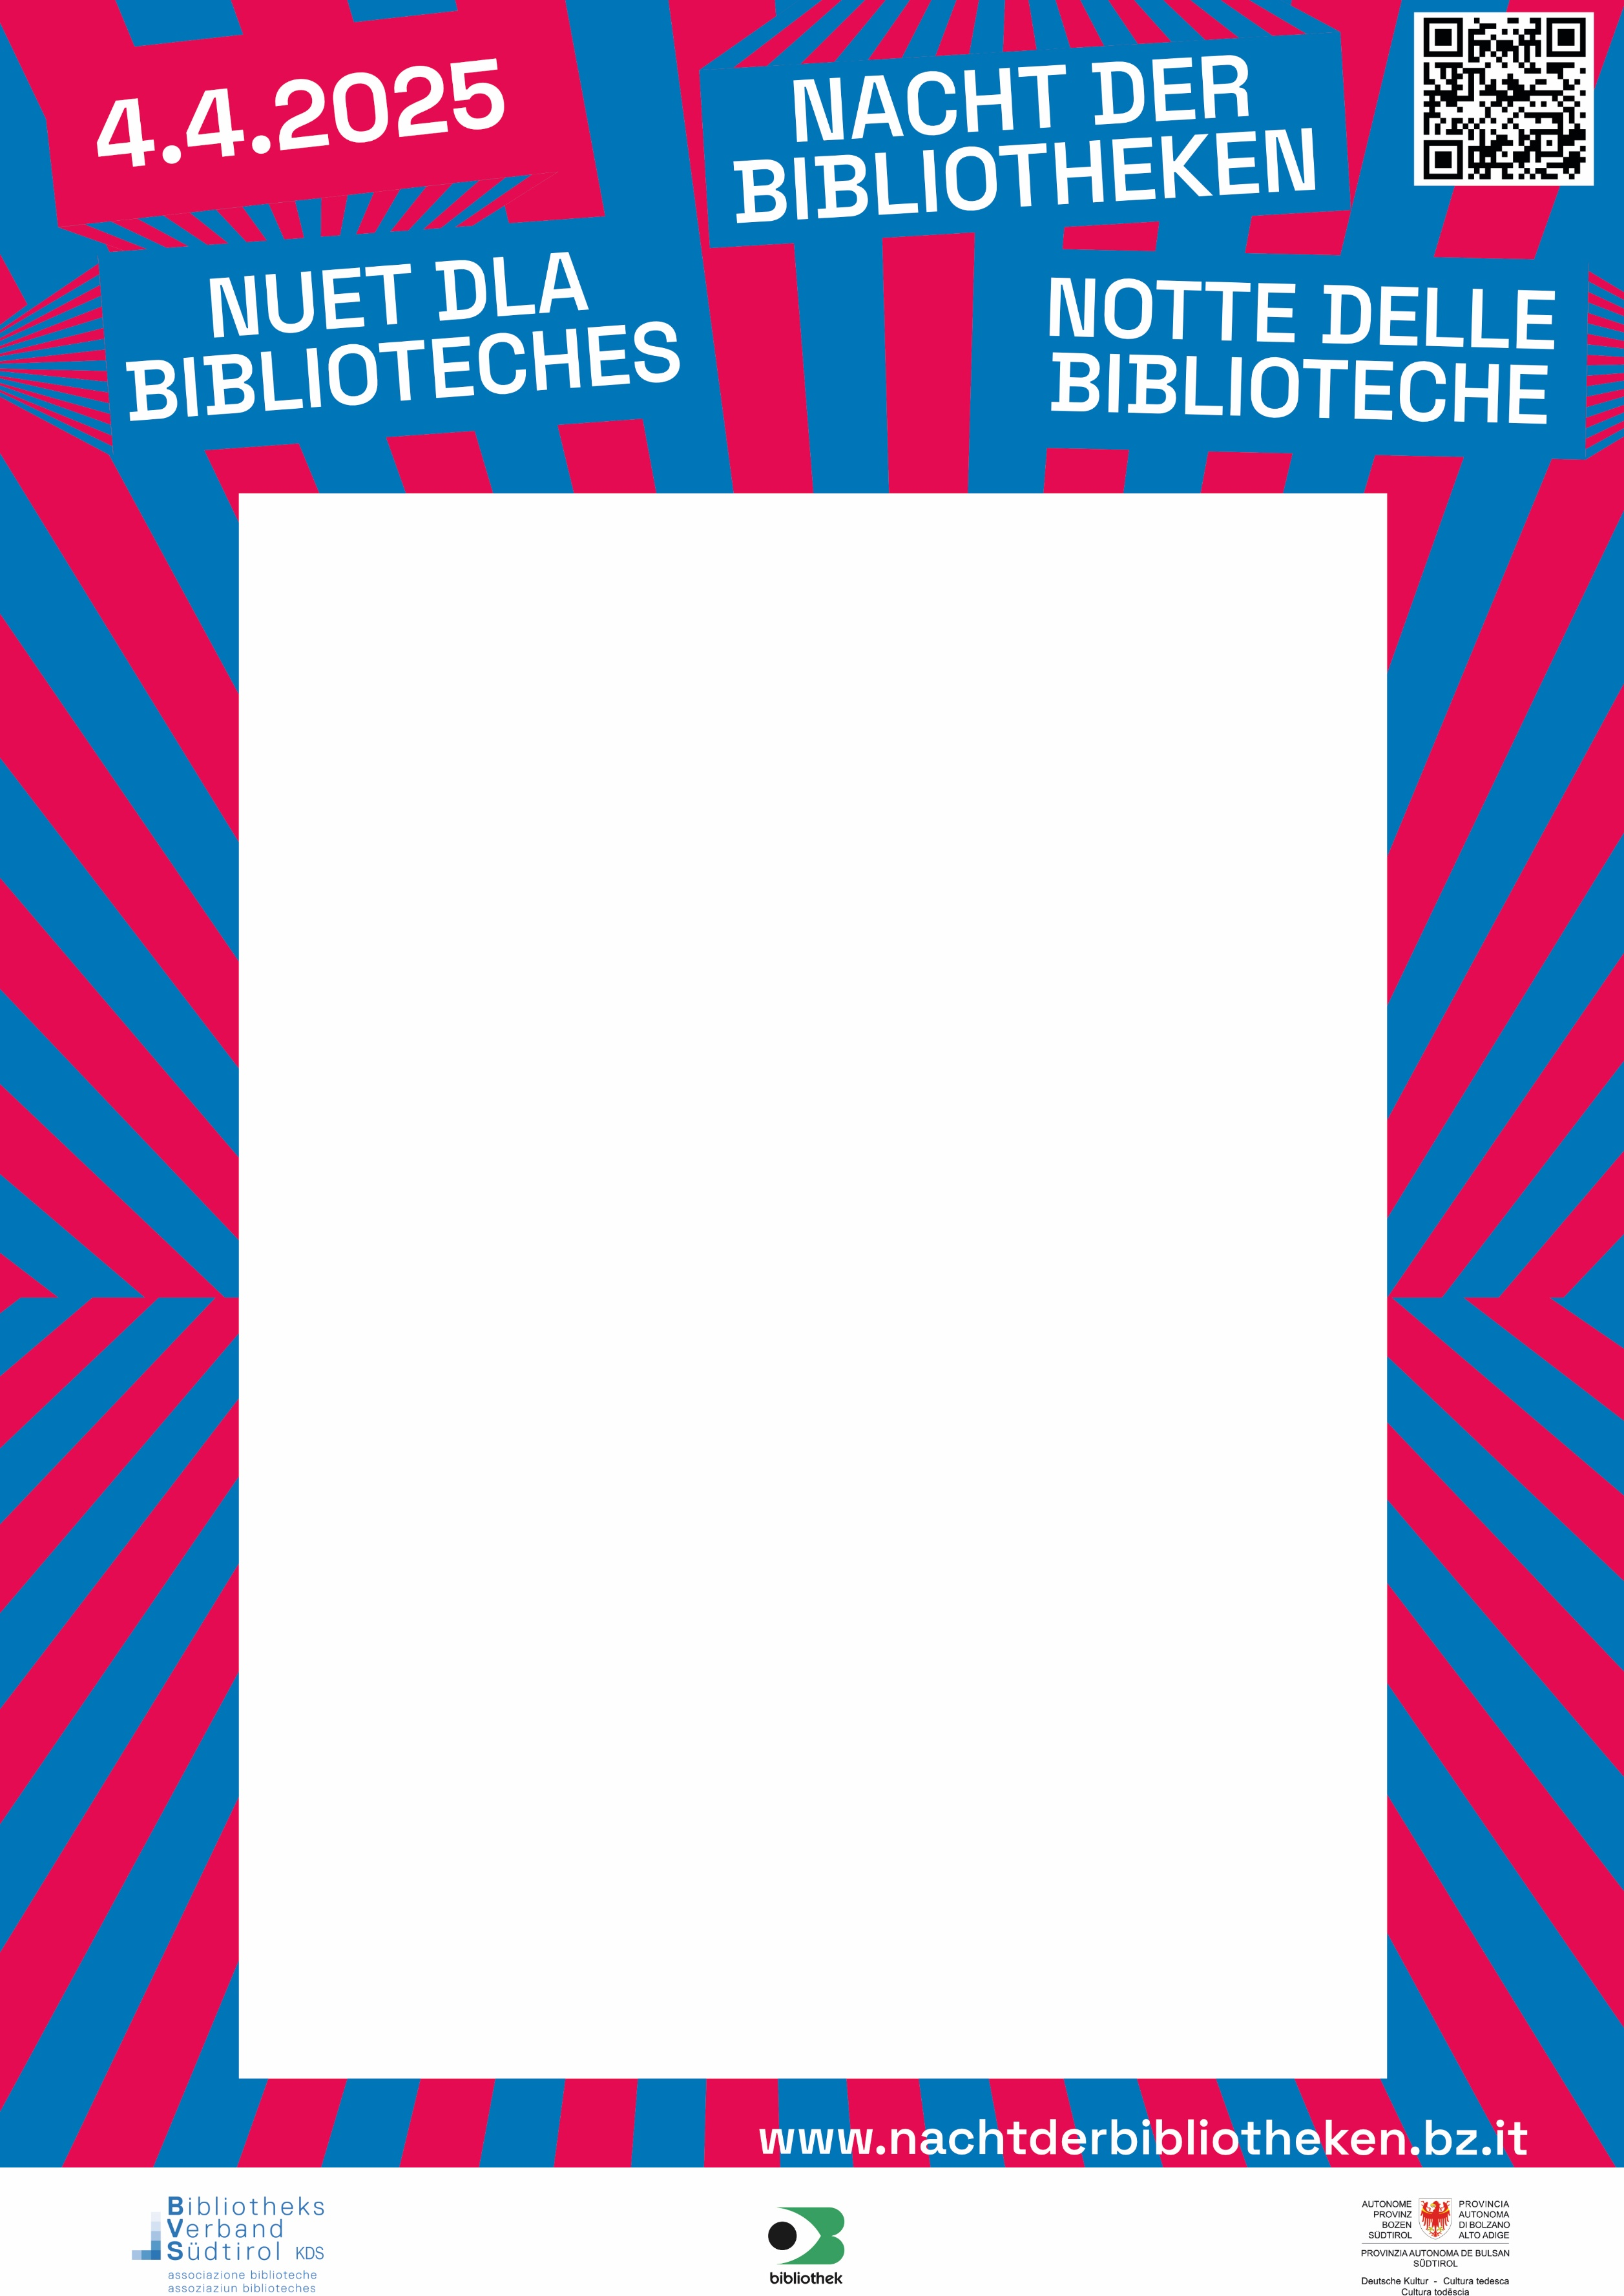 4.4.2025
NACHT DER
BIBLIOTHEKEN
NUET DLA
BIBLIOTECHES
NOTTE DELLE
BIBLIOTECHE
www.nachtderbibliotheken.bz.it
Bibliotheks
Verband
Südtirol KDS
associazione biblioteche
assoziaziun biblioteches
bibliothek
AUTONOME
PROVINZ
BOZEN
SÜDTIROL
PROVINCIA
AUTONOMA
DI BOLZANO
ALTO ADIGE
PROVINZIA AUTONOMA DE BULSAN
SÜDTIROL
Deutsche Kultur - Cultura tedesca
Cultura todëscia